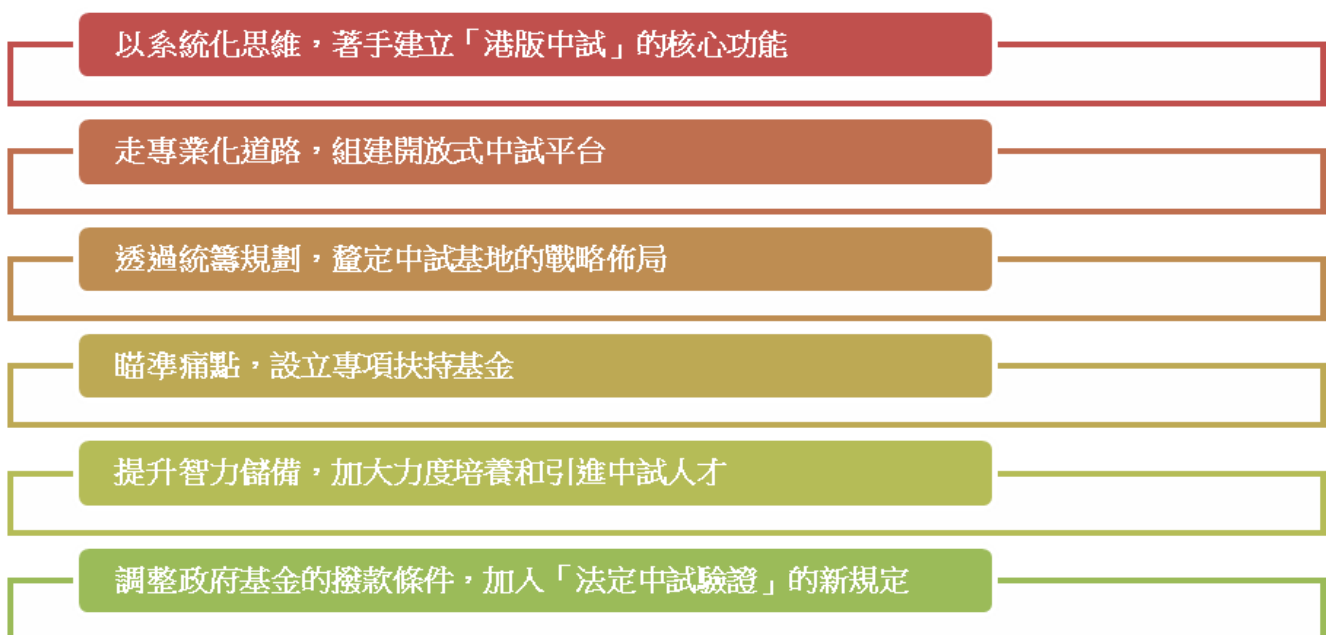 以系統化思維，著手建立「港版中試」的核心功能
走專業化道路，組建開放式中試平台
透過統籌規劃，釐定中試基地的戰略佈局
瞄準痛點，設立專項扶持基金
提升智力儲備，加大力度培養和引進中試人才
調整政府基金的撥款條件，加入「法定中試驗證」的新規定